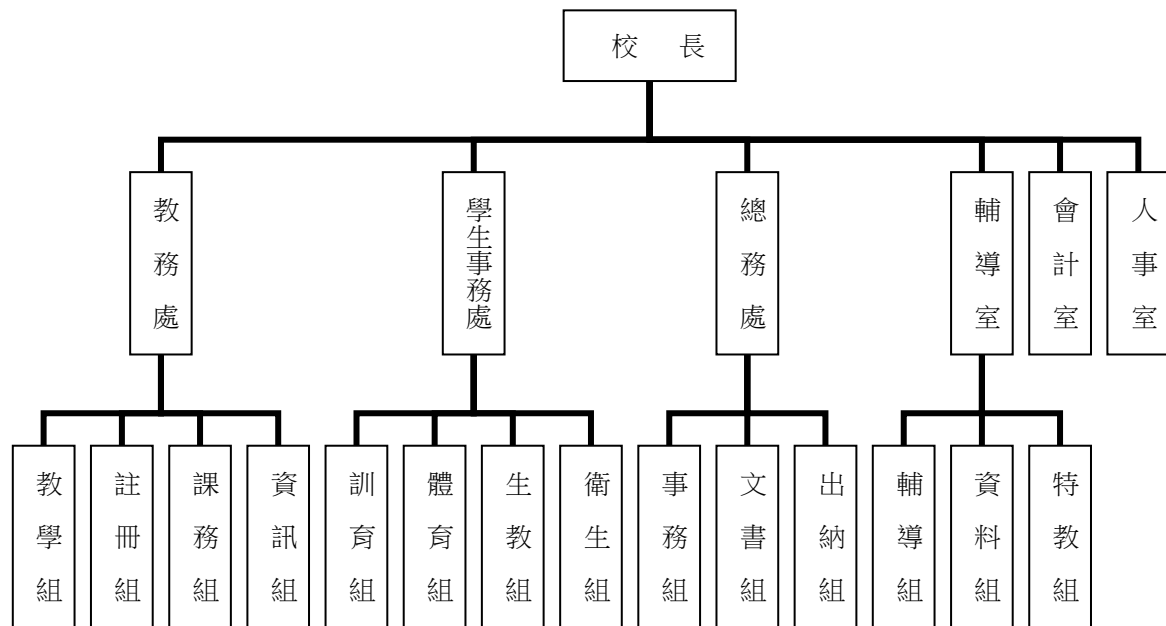 校 長
教務處
學生事務處
總務處
輔導室
會計室
人事室
教學組
註冊組
課務組
資訊組
訓育組
體育組
生教組
衛生組
事務組
文書組
出納組
輔導組
資料組
特教組